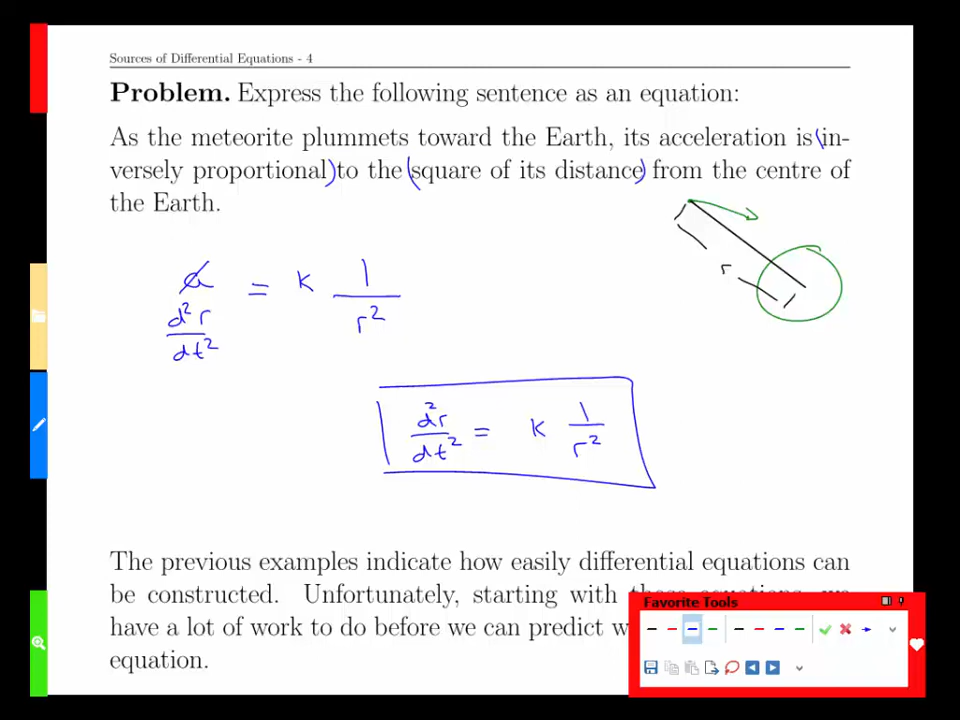 Sources of Differential Equations - 4
Problem. Express the following sentence as an equation:
As the meteorite plummets toward the Earth, its acceleration is (in-
versely proportional) to the (square of its distance) from the centre of
the Earth.
r
a = K 1/r²
d²r/dt²
d²r/dt² = K 1/r²
The previous examples indicate how easily differential equations can
be constructed. Unfortunately, starting with
have a lot of work to do before we can predict
equation.
Favorite Tools